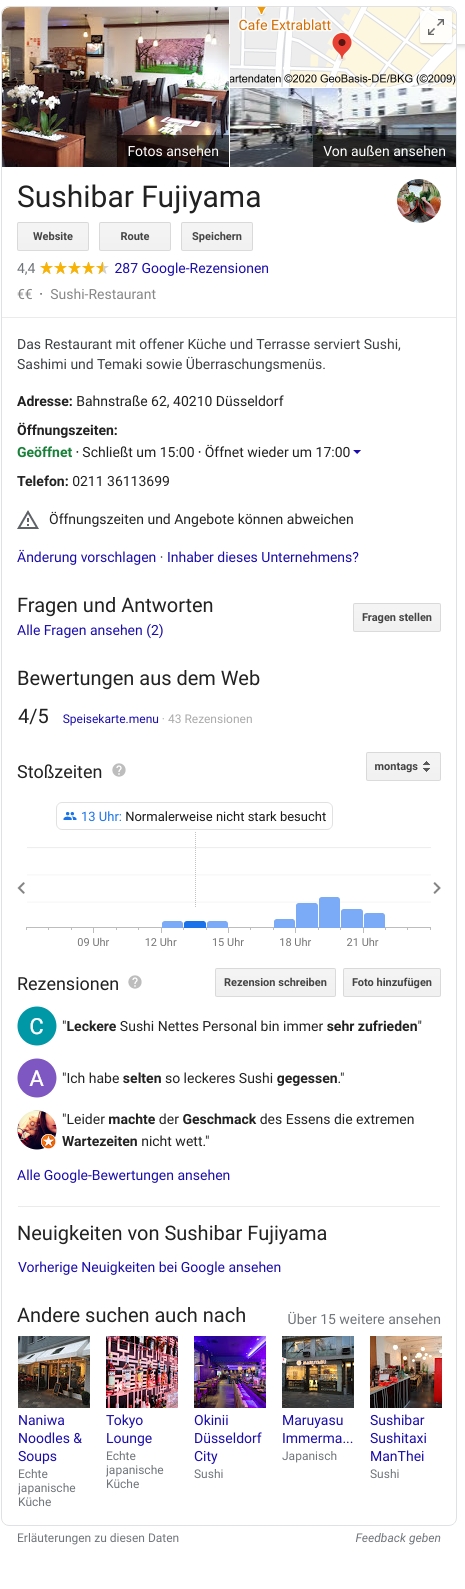 Cafe Extrablatt
artendaten ©2020 GeoBasis-DE/BKG (©2009)
Fotos ansehen
Von außen ansehen
Sushibar Fujiyama
Website Route Speichern
4,4 287 Google-Rezensionen
€€ · Sushi-Restaurant
Das Restaurant mit offener Küche und Terrasse serviert Sushi,
Sashimi und Temaki sowie Überraschungsmenüs.
Adresse: Bahnstraße 62, 40210 Düsseldorf
Öffnungszeiten:
Geöffnet · Schließt um 15:00 · Öffnet wieder um 17:00
Telefon: 0211 36113699
Öffnungszeiten und Angebote können abweichen
Änderung vorschlagen · Inhaber dieses Unternehmens?
Fragen und Antworten
Alle Fragen ansehen (2)
Fragen stellen
Bewertungen aus dem Web
4/5 Speisekarte.menu · 43 Rezensionen
Stoßzeiten ?
montags
13 Uhr: Normalerweise nicht stark besucht
09 Uhr 12 Uhr 15 Uhr 18 Uhr 21 Uhr
Rezensionen ? Rezension schreiben Foto hinzufügen
C "Leckere Sushi Nettes Personal bin immer sehr zufrieden"
A "Ich habe selten so leckeres Sushi gegessen."
"Leider machte der Geschmack des Essens die extremen
Wartezeiten nicht wett."
Alle Google-Bewertungen ansehen
Neuigkeiten von Sushibar Fujiyama
Vorherige Neuigkeiten bei Google ansehen
Andere suchen auch nach Über 15 weitere ansehen
Naniwa
Noodles &
Soups
Echte
japanische
Küche
Tokyo
Lounge
Echte
japanische
Küche
Okinii
Düsseldorf
City
Sushi
Maruyasu
Immerma...
Japanisch
Sushibar
Sushitaxi
ManThei
Sushi
Erläuterungen zu diesen Daten Feedback geben